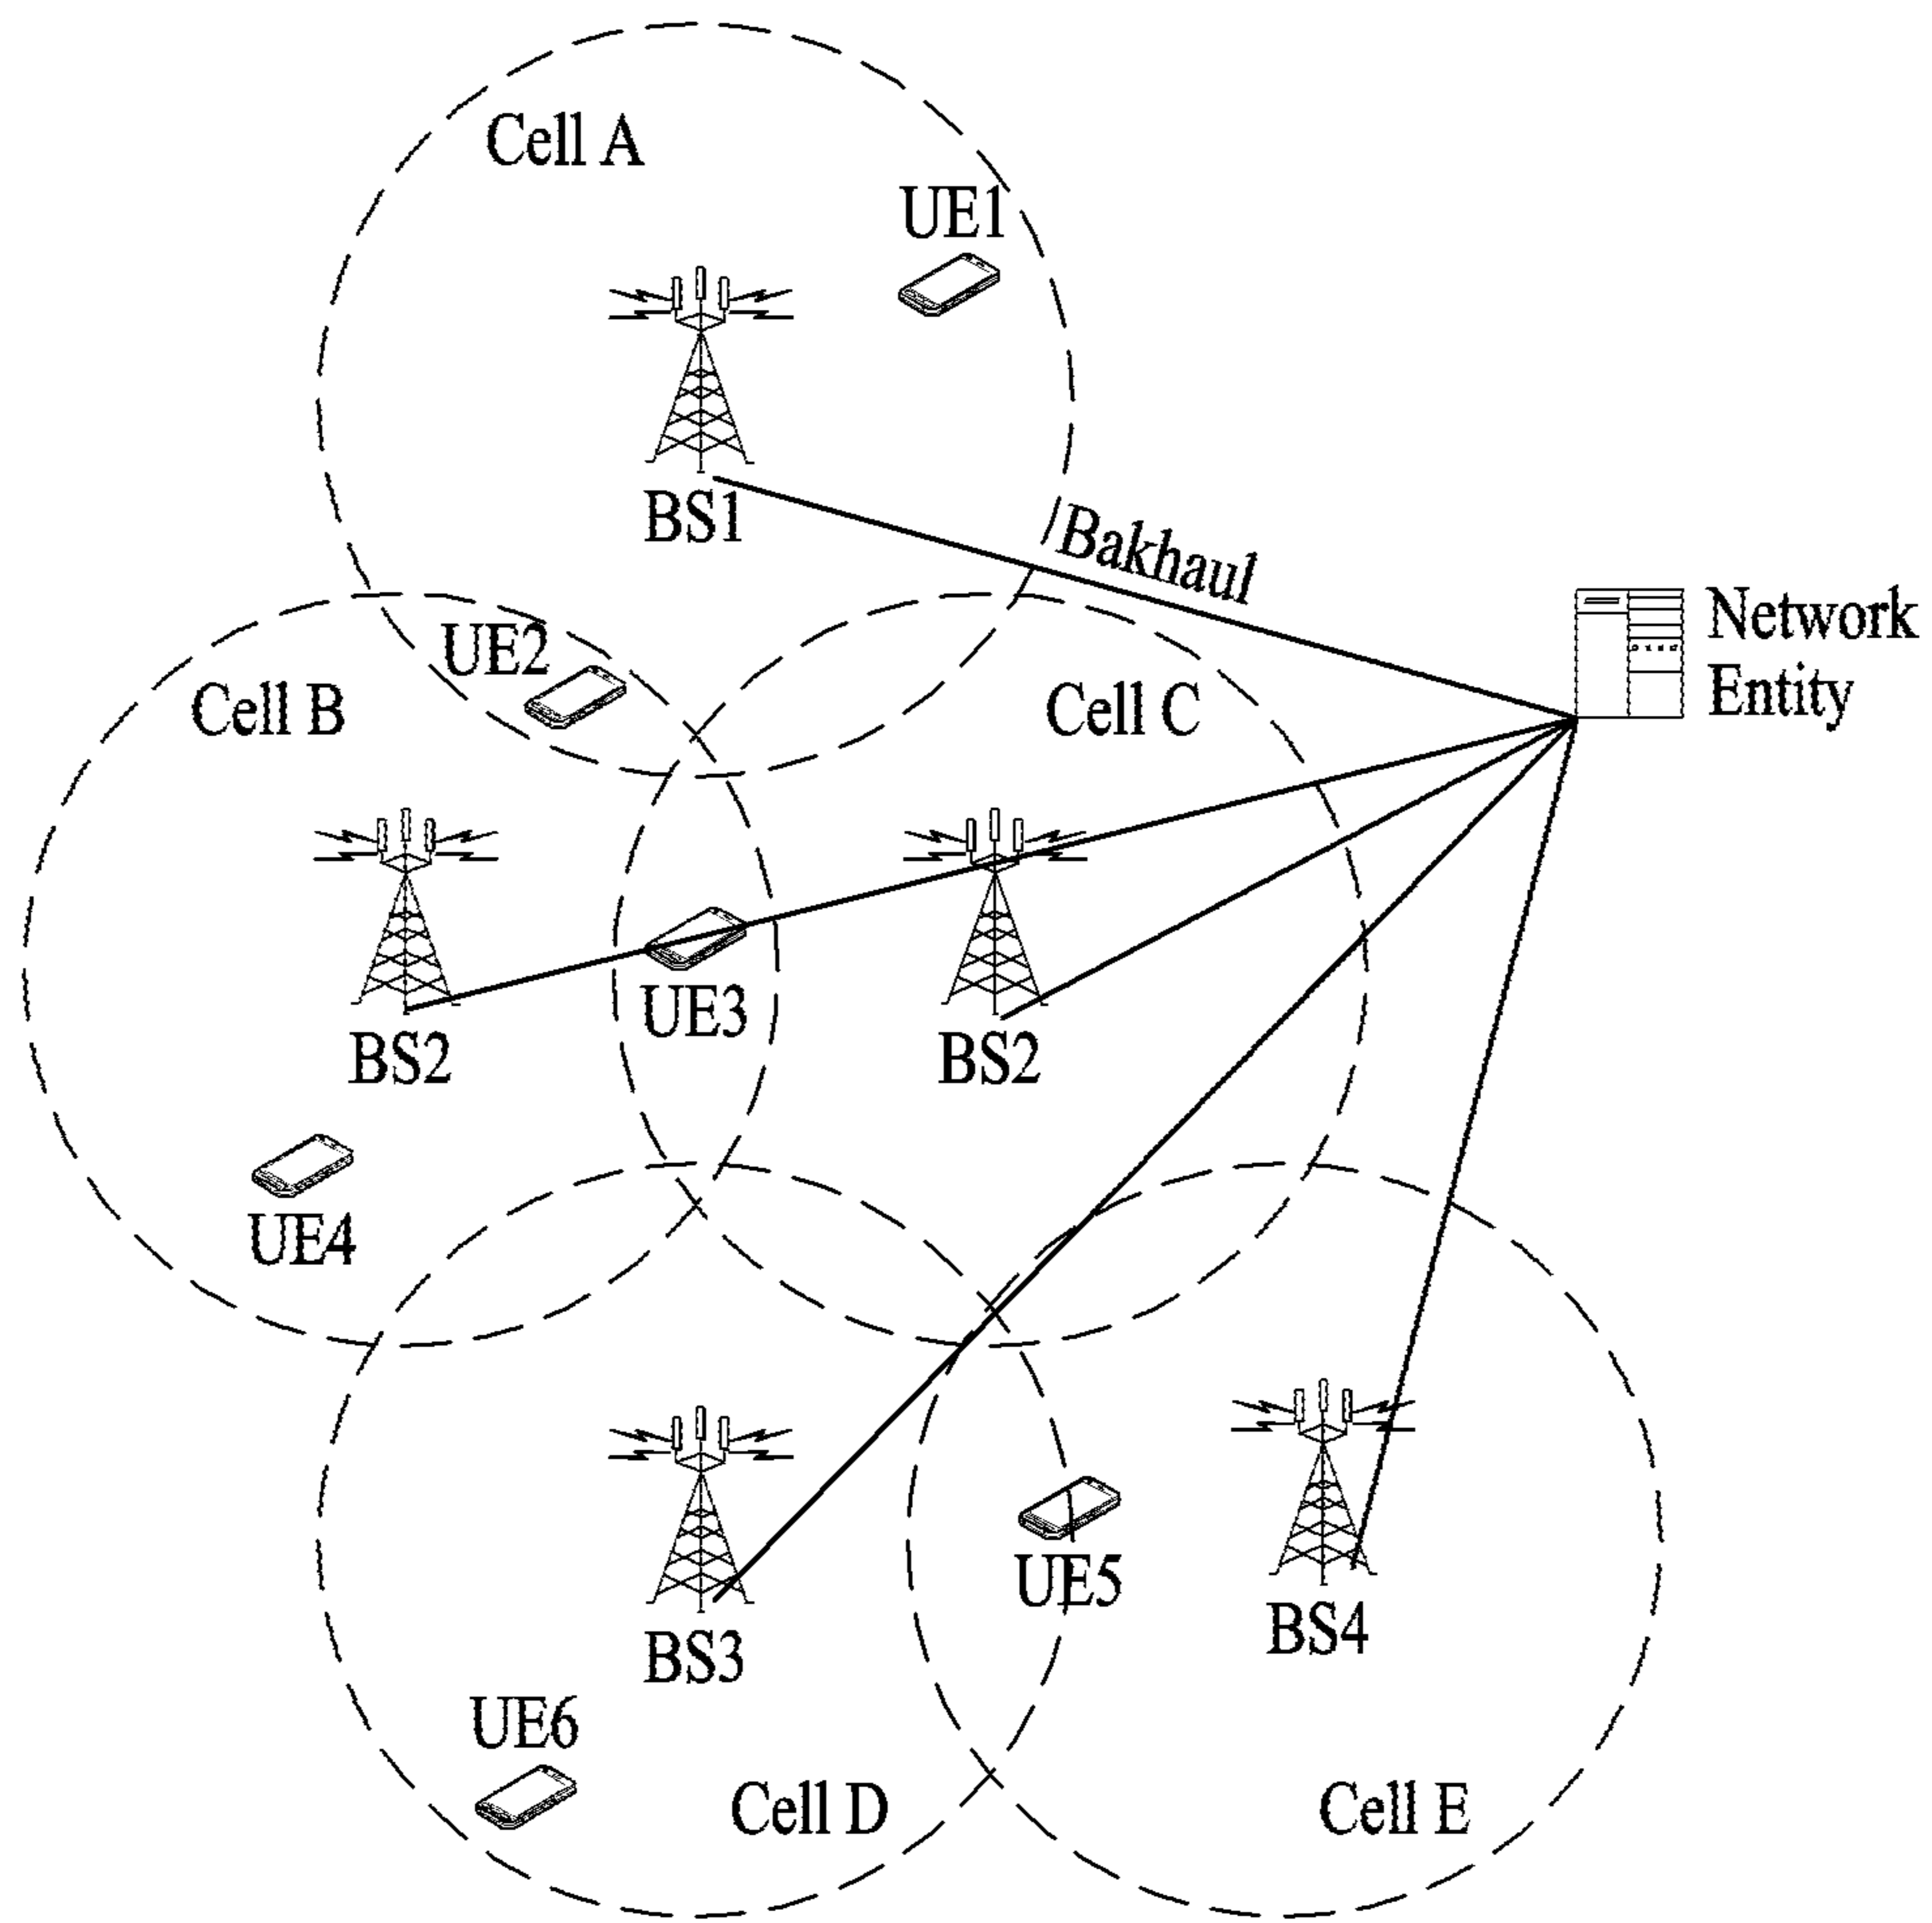 Cell A
UE1
BS1
Bakhaul
Network
Entity
UE2
Cell B
Cell C
BS2
UE3
BS2
UE4
UE5
BS4
BS3
UE6
Cell D
Cell E